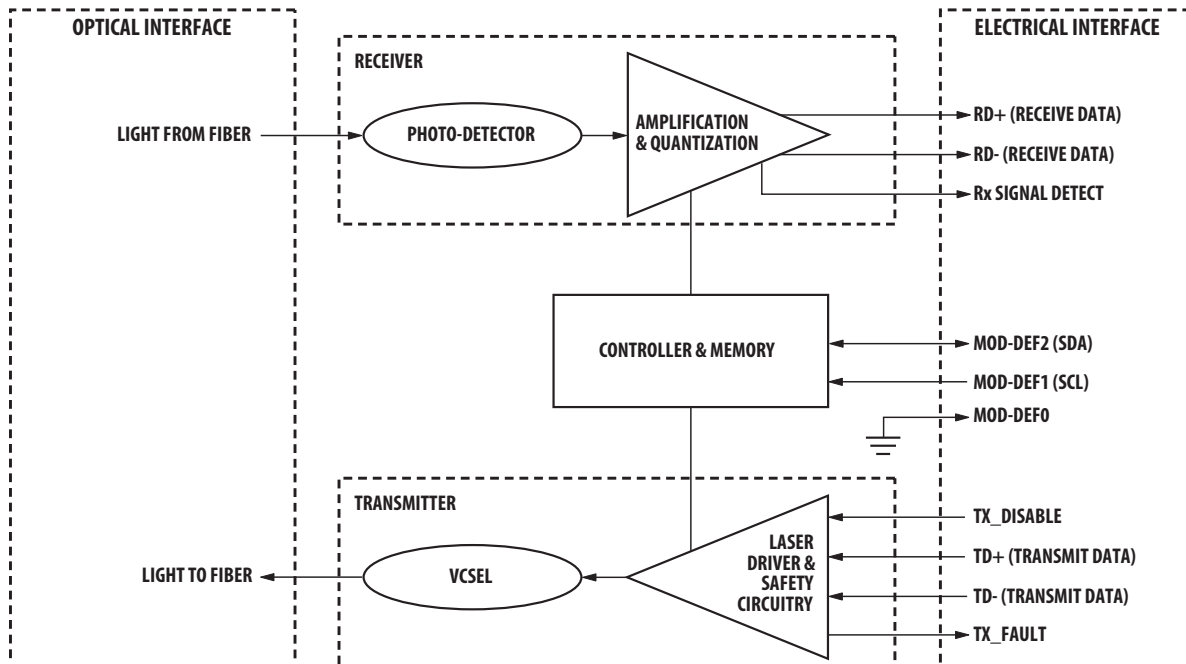 OPTICAL INTERFACE
ELECTRICAL INTERFACE
RECEIVER
LIGHT FROM FIBER
PHOTO-DETECTOR
AMPLIFICATION
& QUANTIZATION
RD+ (RECEIVE DATA)
RD- (RECEIVE DATA)
Rx SIGNAL DETECT
CONTROLLER & MEMORY
MOD-DEF2 (SDA)
MOD-DEF1 (SCL)
MOD-DEF0
TRANSMITTER
LIGHT TO FIBER
VCSEL
LASER
DRIVER &
SAFETY
CIRCUITRY
TX_DISABLE
TD+ (TRANSMIT DATA)
TD- (TRANSMIT DATA)
TX_FAULT